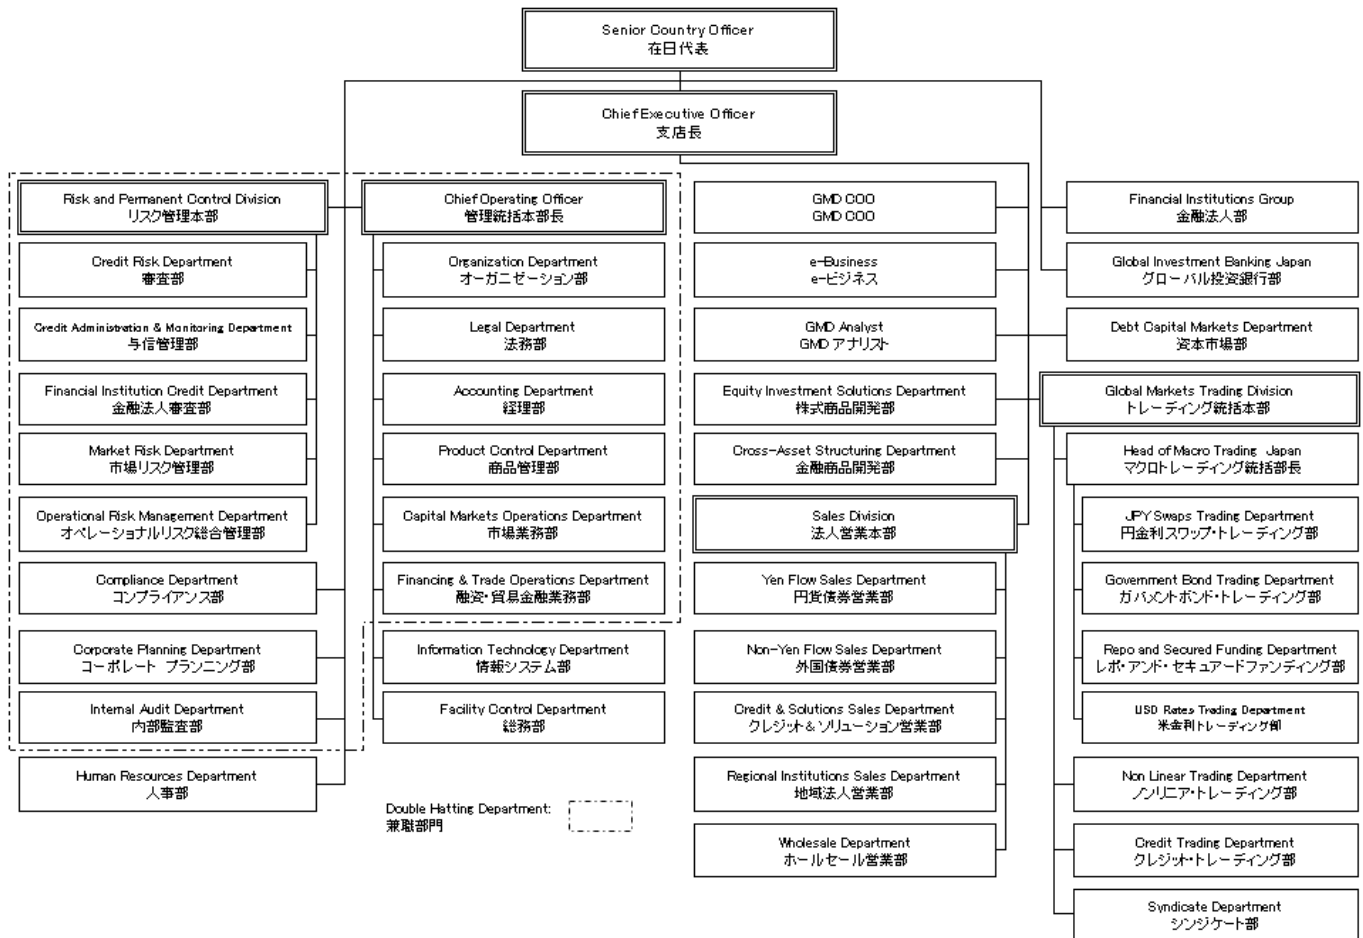 Senior Country Officer
在日代表
Chief Executive Officer
支店長
Risk and Permanent Control Division
リスク管理本部
Credit Risk Department
審査部
Credit Administration & Monitoring Department
与信管理部
Financial Institution Credit Department
金融法人審査部
Market Risk Department
市場リスク管理部
Operational Risk Management Department
オペレーショナルリスク総合管理部
Compliance Department
コンプライアンス部
Corporate Planning Department
コーポレート プランニング部
Internal Audit Department
内部監査部
Human Resources Department
人事部
Chief Operating Officer
管理統括本部長
Organization Department
オーガニゼーション部
Legal Department
法務部
Accounting Department
経理部
Product Control Department
商品管理部
Capital Markets Operations Department
市場業務部
Financing & Trade Operations Department
融資・貿易金融業務部
Information Technology Department
情報システム部
Facility Control Department
総務部
Double Hatting Department:
兼職部門
GMD COO
GMD COO
e-Business
e-ビジネス
GMD Analyst
GMD アナリスト
Equity Investment Solutions Department
株式商品開発部
Cross-Asset Structuring Department
金融商品開発部
Sales Division
法人営業本部
Yen Flow Sales Department
円貨債券営業部
Non-Yen Flow Sales Department
外国債券営業部
Credit & Solutions Sales Department
クレジット&ソリューション営業部
Regional Institutions Sales Department
地域法人営業部
Wholesale Department
ホールセール営業部
Financial Institutions Group
金融法人部
Global Investment Banking Japan
グローバル投資銀行部
Debt Capital Markets Department
資本市場部
Global Markets Trading Division
トレーディング統括本部
Head of Macro Trading Japan
マクロトレーディング統括部長
JPY Swaps Trading Department
円金利スワップ・トレーディング部
Government Bond Trading Department
ガバメントボンド・トレーディング部
Repo and Secured Funding Department
レポ・アンド・セキュアードファンディング部
USD Rates Trading Department
米金利トレーディング部
Non Linear Trading Department
ノンリニア・トレーディング部
Credit Trading Department
クレジット・トレーディング部
Syndicate Department
シンジケート部